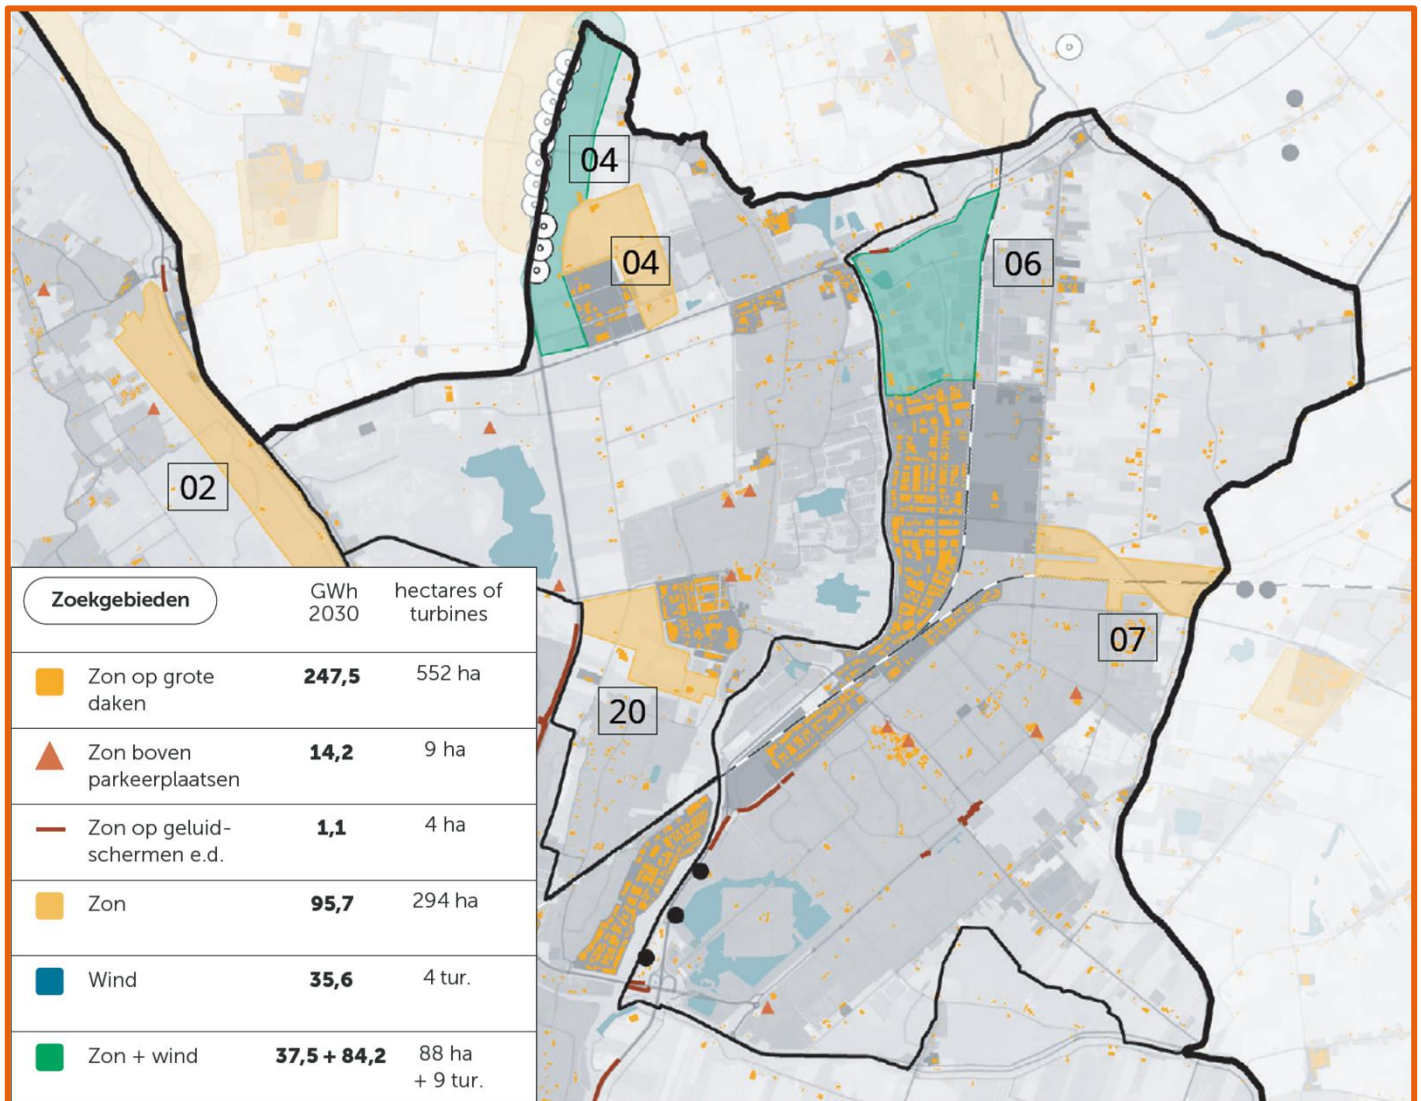 04
04
06
02
07
20
Zoekgebieden
GWh
2030
hectares of
turbines
Zon op grote
daken
247,5
552 ha
Zon boven
parkeerplaatsen
14,2
9 ha
Zon op geluid-
schermen e.d.
1,1
4 ha
Zon
95,7
294 ha
Wind
35,6
4 tur.
Zon + wind
37,5 + 84,2
88 ha
+ 9 tur.